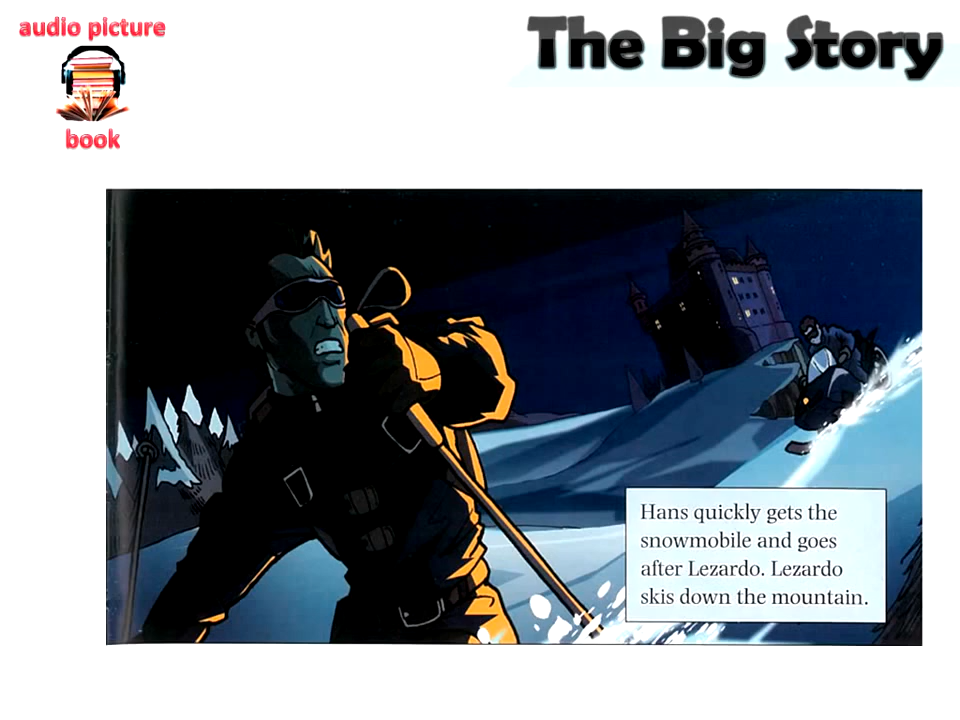 audio picture
book
The Big Story
Hans quickly gets the
snowmobile and goes
after Lezardo. Lezardo
skis down the mountain.